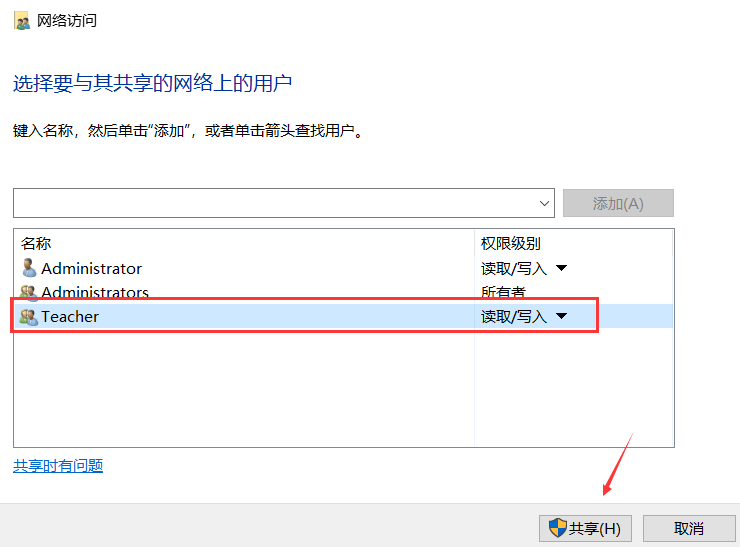 网络访问
选择要与其共享的网络上的用户
键入名称，然后单击“添加”，或者单击箭头查找用户。
添加(A)
名称 权限级别
Administrator 读取/写入
Administrators 所有者
Teacher 读取/写入
共享时有问题
共享(H) 取消